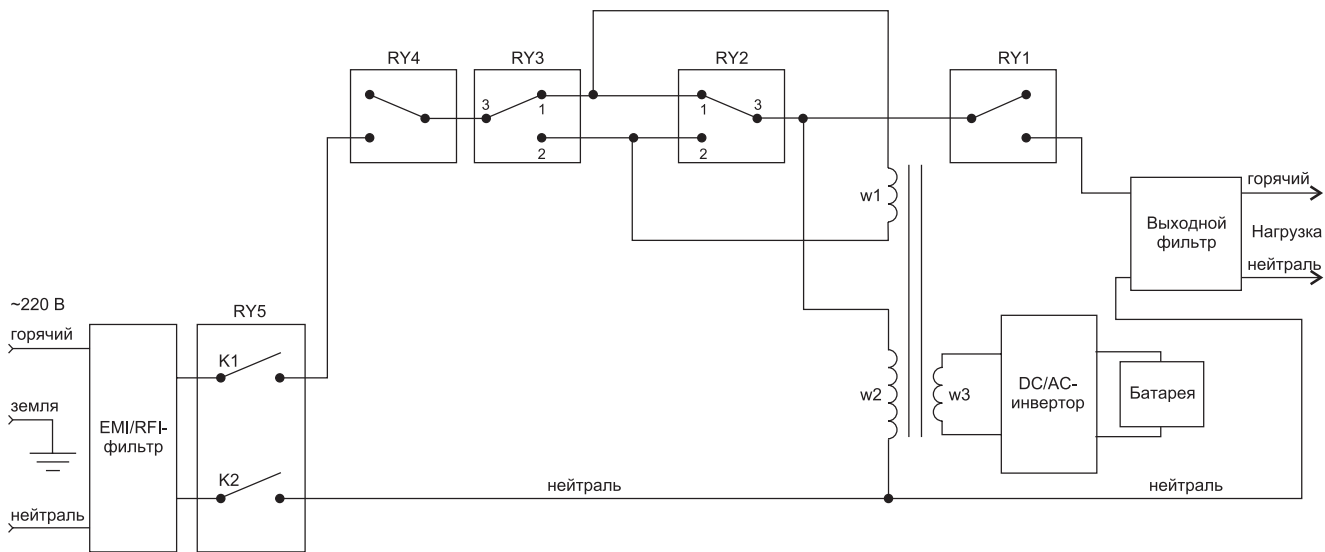 RY4
RY3
RY2
RY1
3
1
2
1
2
3
w1
горячий
Выходной
фильтр
Нагрузка
нейтраль
~220 В
горячий
RY5
K1
земля
EMI/RFI-
фильтр
w2
w3
DC/AC-
инвертор
Батарея
K2
нейтраль
нейтраль
нейтраль